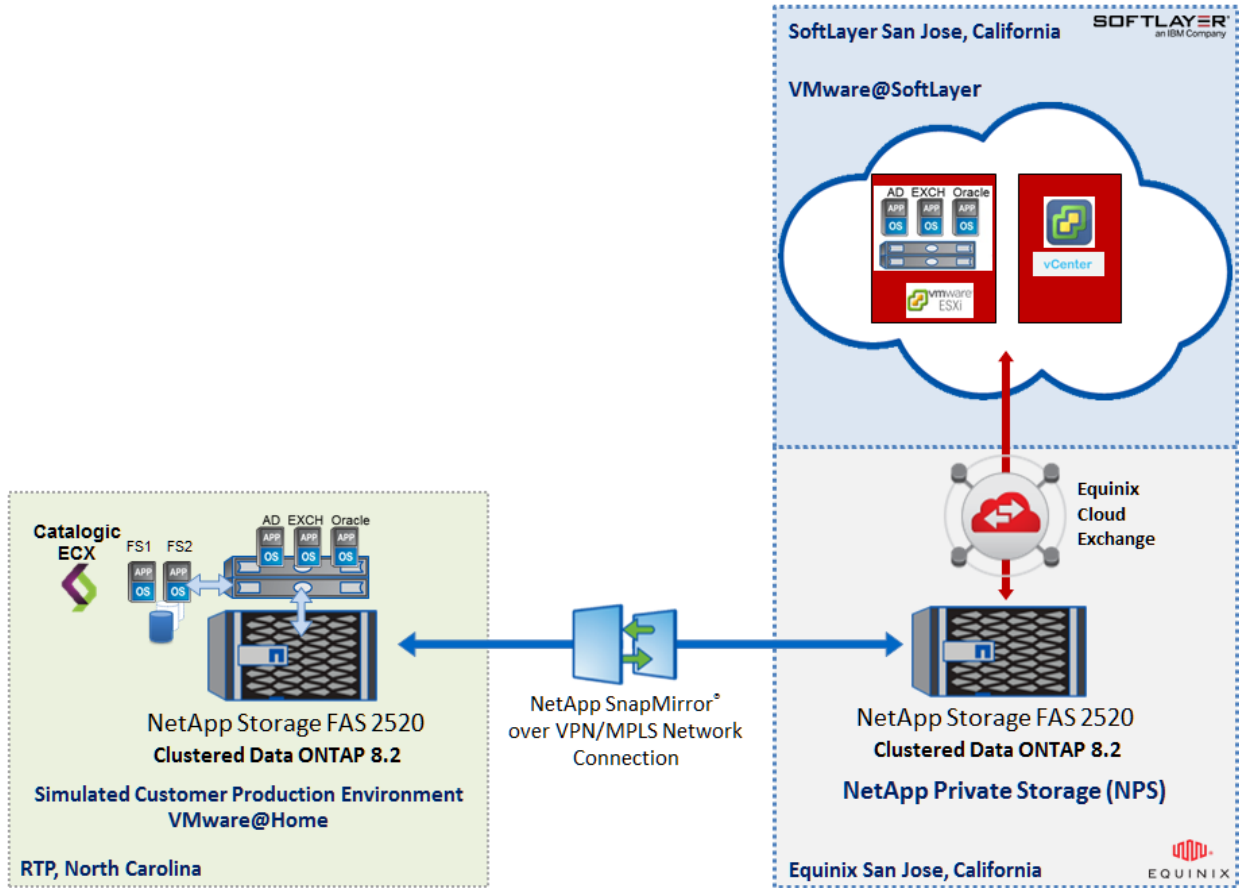 SoftLayer San Jose, California
SOFTLAYER®
an IBM Company
VMware@SoftLayer
AD EXCH Oracle
APP APP APP
OS OS OS
vmware
ESXi
vCenter
Equinix
Cloud
Exchange
Catalogic
ECX
FS1 FS2
APP APP
OS OS
AD EXCH Oracle
APP APP APP
OS OS OS
NetApp Storage FAS 2520
Clustered Data ONTAP 8.2
Simulated Customer Production Environment
VMware@Home
RTP, North Carolina
NetApp SnapMirror®
over VPN/MPLS Network
Connection
NetApp Storage FAS 2520
Clustered Data ONTAP 8.2
NetApp Private Storage (NPS)
Equinix San Jose, California
EQUINIX